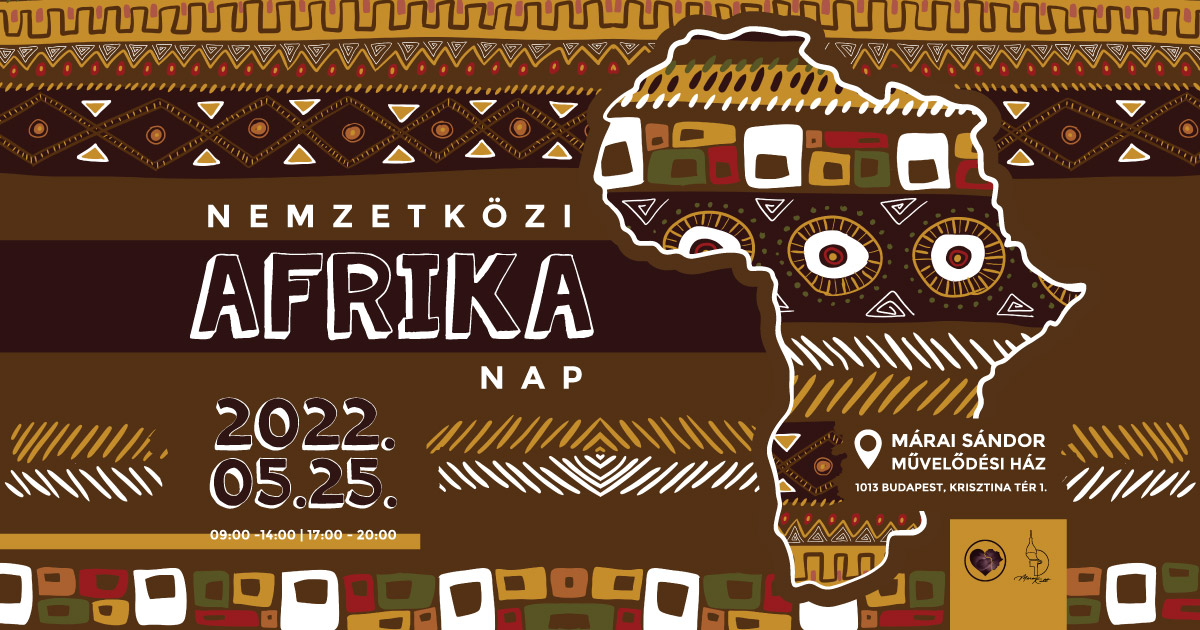 NEMZETKÖZI
AFRIKA
NAP
2022.
05.25.
09:00 -14:00 | 17:00 - 20:00
MÁRAI SÁNDOR
MŰVELŐDÉSI HÁZ
1013 BUDAPEST, KRISZTINA TÉR 1.